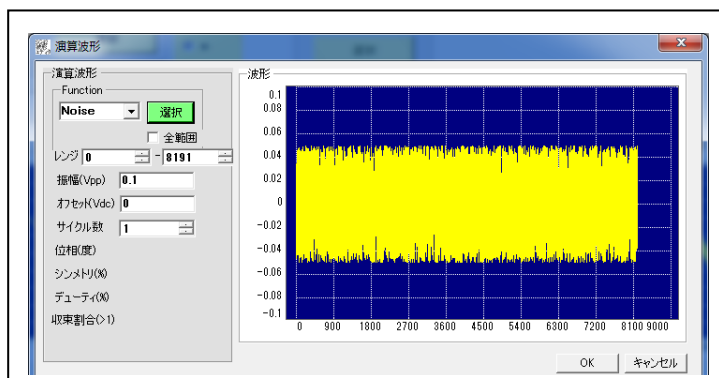 演算波形
演算波形
Function
Noise 選択
全範囲
レンジ 0 - 8191
振幅(Vpp) 0.1
オフセット(Vdc) 0
サイクル数 1
位相(度)
シンメトリ(%)
デューティ(%)
収束割合(>1)
波形
0.1
0.08
0.06
0.04
0.02
0
-0.02
-0.04
-0.06
-0.08
-0.1
0 900 1800 2700 3600 4500 5400 6300 7200 8100 9000
OK キャンセル